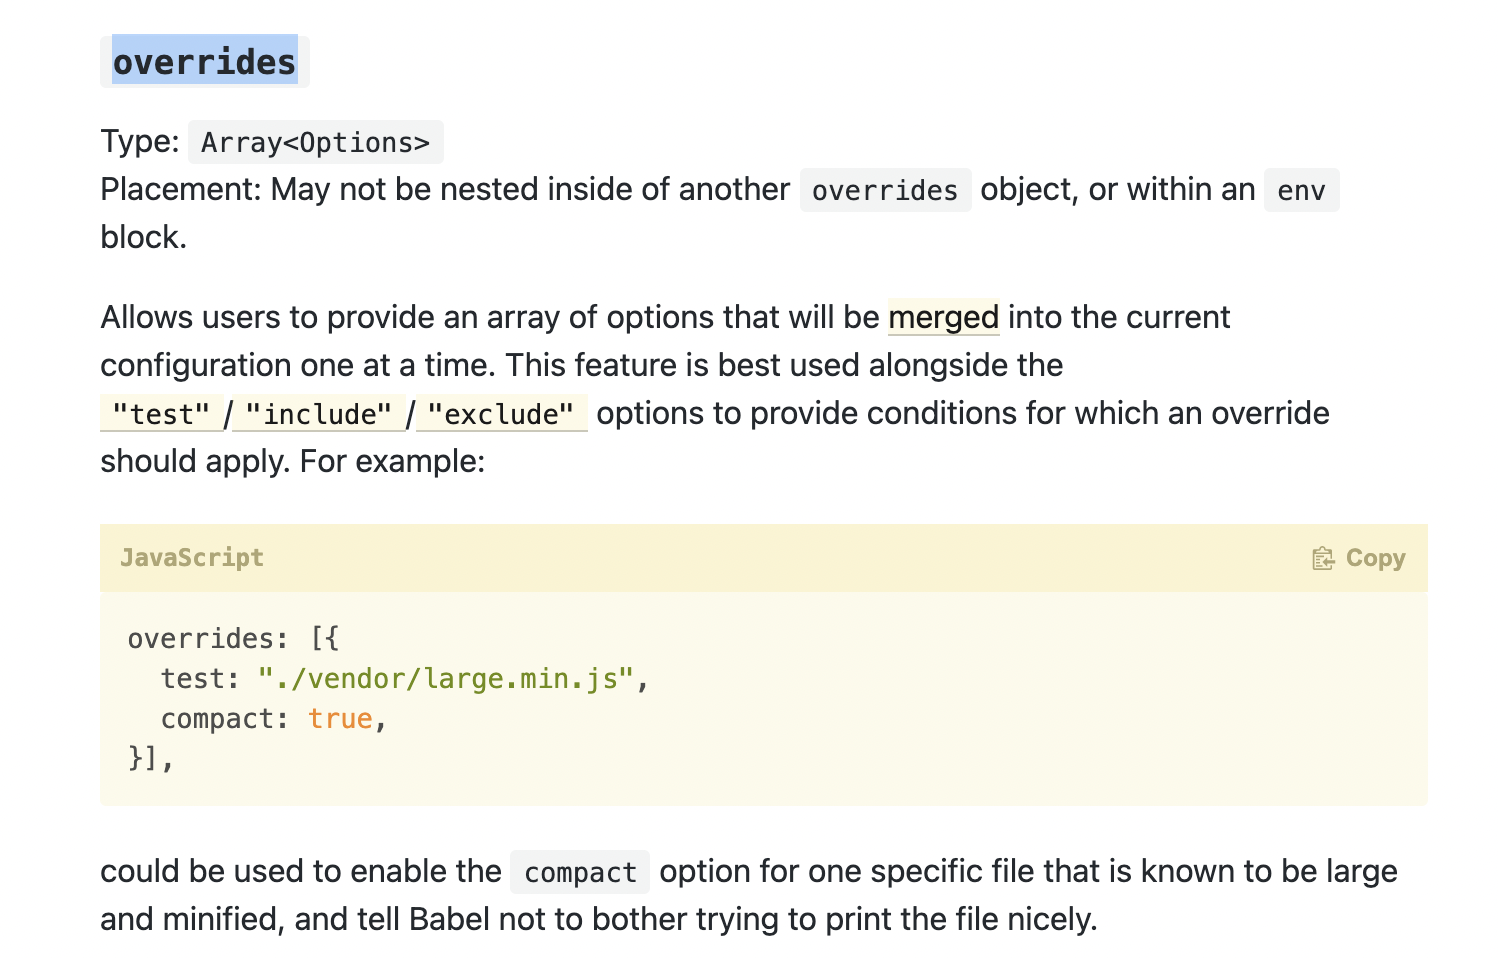 overrides
Type: Array<Options>
Placement: May not be nested inside of another overrides object, or within an env
block.
Allows users to provide an array of options that will be merged into the current
configuration one at a time. This feature is best used alongside the
"test" / "include" / "exclude" options to provide conditions for which an override
should apply. For example:
JavaScript Copy
overrides: [{
  test: "./vendor/large.min.js",
  compact: true,
}],
could be used to enable the compact option for one specific file that is known to be large
and minified, and tell Babel not to bother trying to print the file nicely.